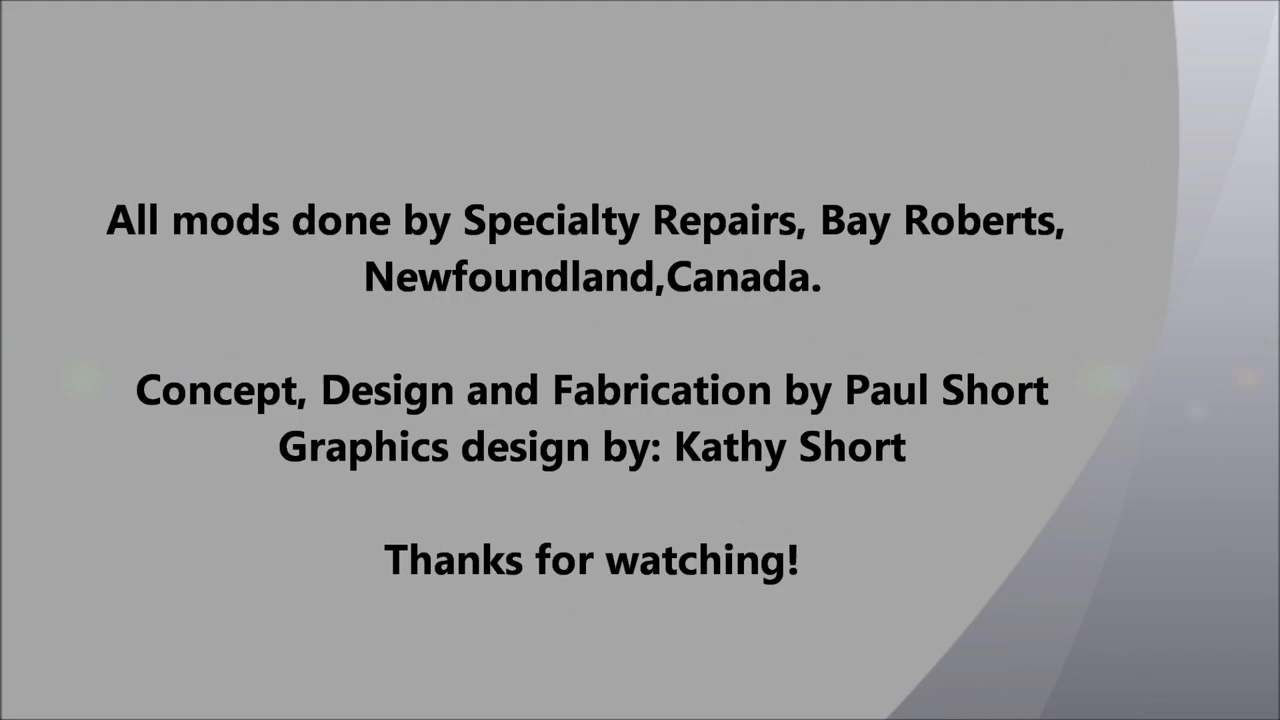 All mods done by Specialty Repairs, Bay Roberts,
Newfoundland,Canada.
Concept, Design and Fabrication by Paul Short
Graphics design by: Kathy Short
Thanks for watching!